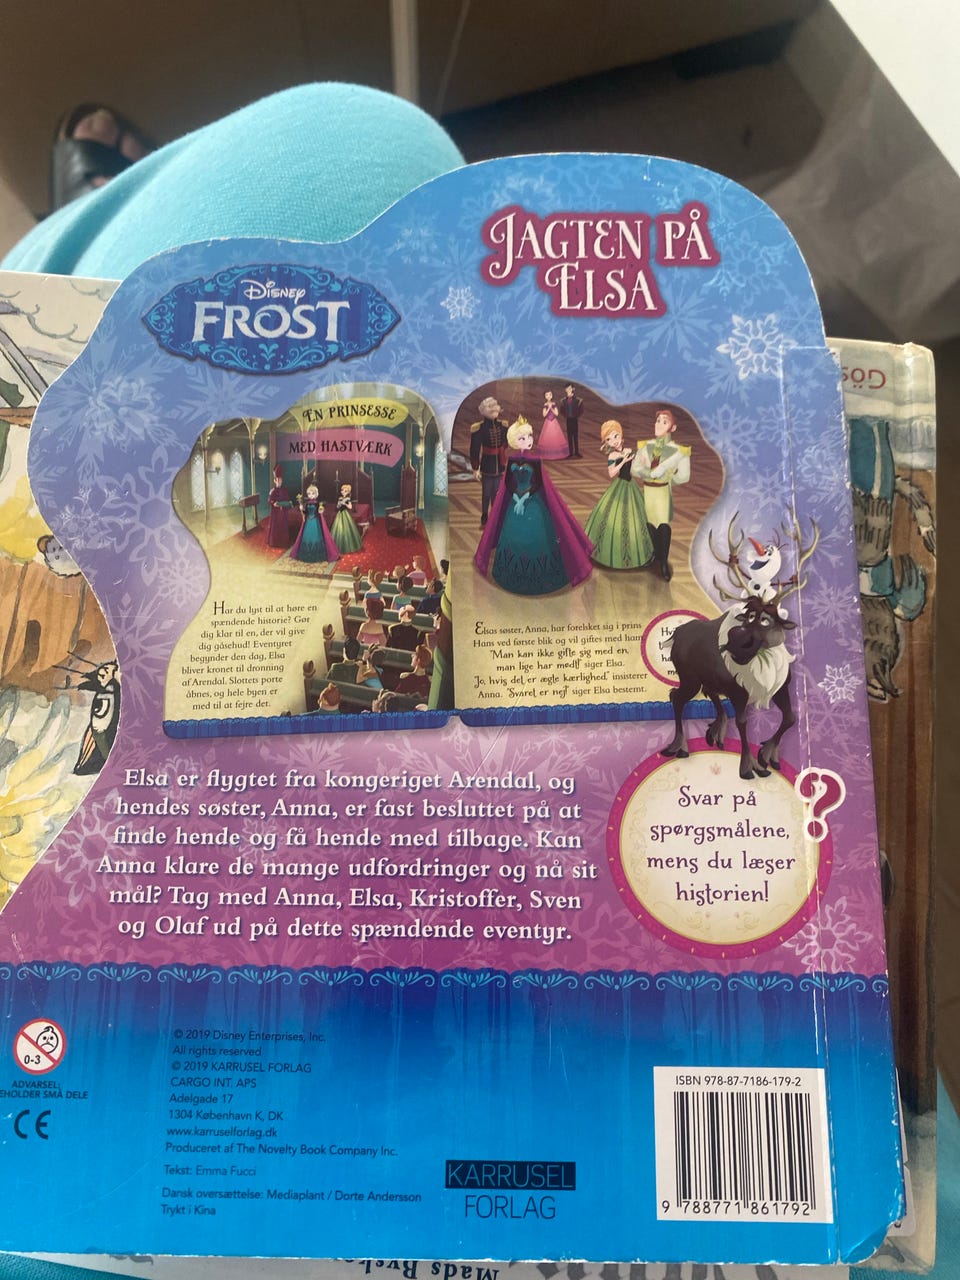 JAGTEN PÅ
ELSA
DISNEY
FROST
EN PRINSESSE
MED HASTVÆRK
Har du lyst til at høre en
spændende historie? Gør
dig klar til en, der vil give
dig gåsehud! Eventyret
begynder den dag, Elsa
bliver kronet til dronning
af Arendal. Slottets porte
åbnes, og hele byen er
med til at fejre det.
Elsas søster, Anna, har forelsket sig i prins
Hans ved første blik og vil giftes med ham.
"Man kan ikke gifte sig med en,
man lige har mødt!" siger Elsa.
Jo, hvis det er ægte kærlighed!" insisterer
Anna. "Svaret er nej!" siger Elsa bestemt.
Elsa er flygtet fra kongeriget Arendal, og
hendes søster, Anna, er fast besluttet på at
finde hende og få hende med tilbage. Kan
Anna klare de mange udfordringer og nå sit
mål? Tag med Anna, Elsa, Kristoffer, Sven
og Olaf ud på dette spændende eventyr.
?
Svar på
spørgsmålene,
mens du læser
historien!
0-3
ADVARSEL:
EHOLDER SMÅ DELE
CE
© 2019 Disney Enterprises, Inc.
All rights reserved
© 2019 KARRUSEL FORLAG
CARGO INT. APS
Adelgade 17
1304 København K, DK
www.karruselforlag.dk
Produceret af The Novelty Book Company Inc.
Tekst: Emma Fucci
Dansk oversættelse: Mediaplant / Dorte Andersson
Trykt i Kina
KARRUSEL
FORLAG
ISBN 978-87-7186-179-2
9 788771 861792
Mads Bysk